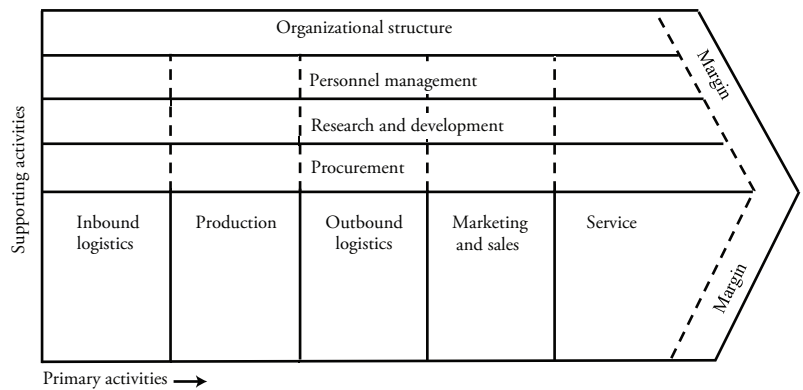 Organizational structure
Personnel management
Research and development
Procurement
Supporting activities
Inbound
logistics
Production
Outbound
logistics
Marketing
and sales
Service
Margin
Margin
Primary activities